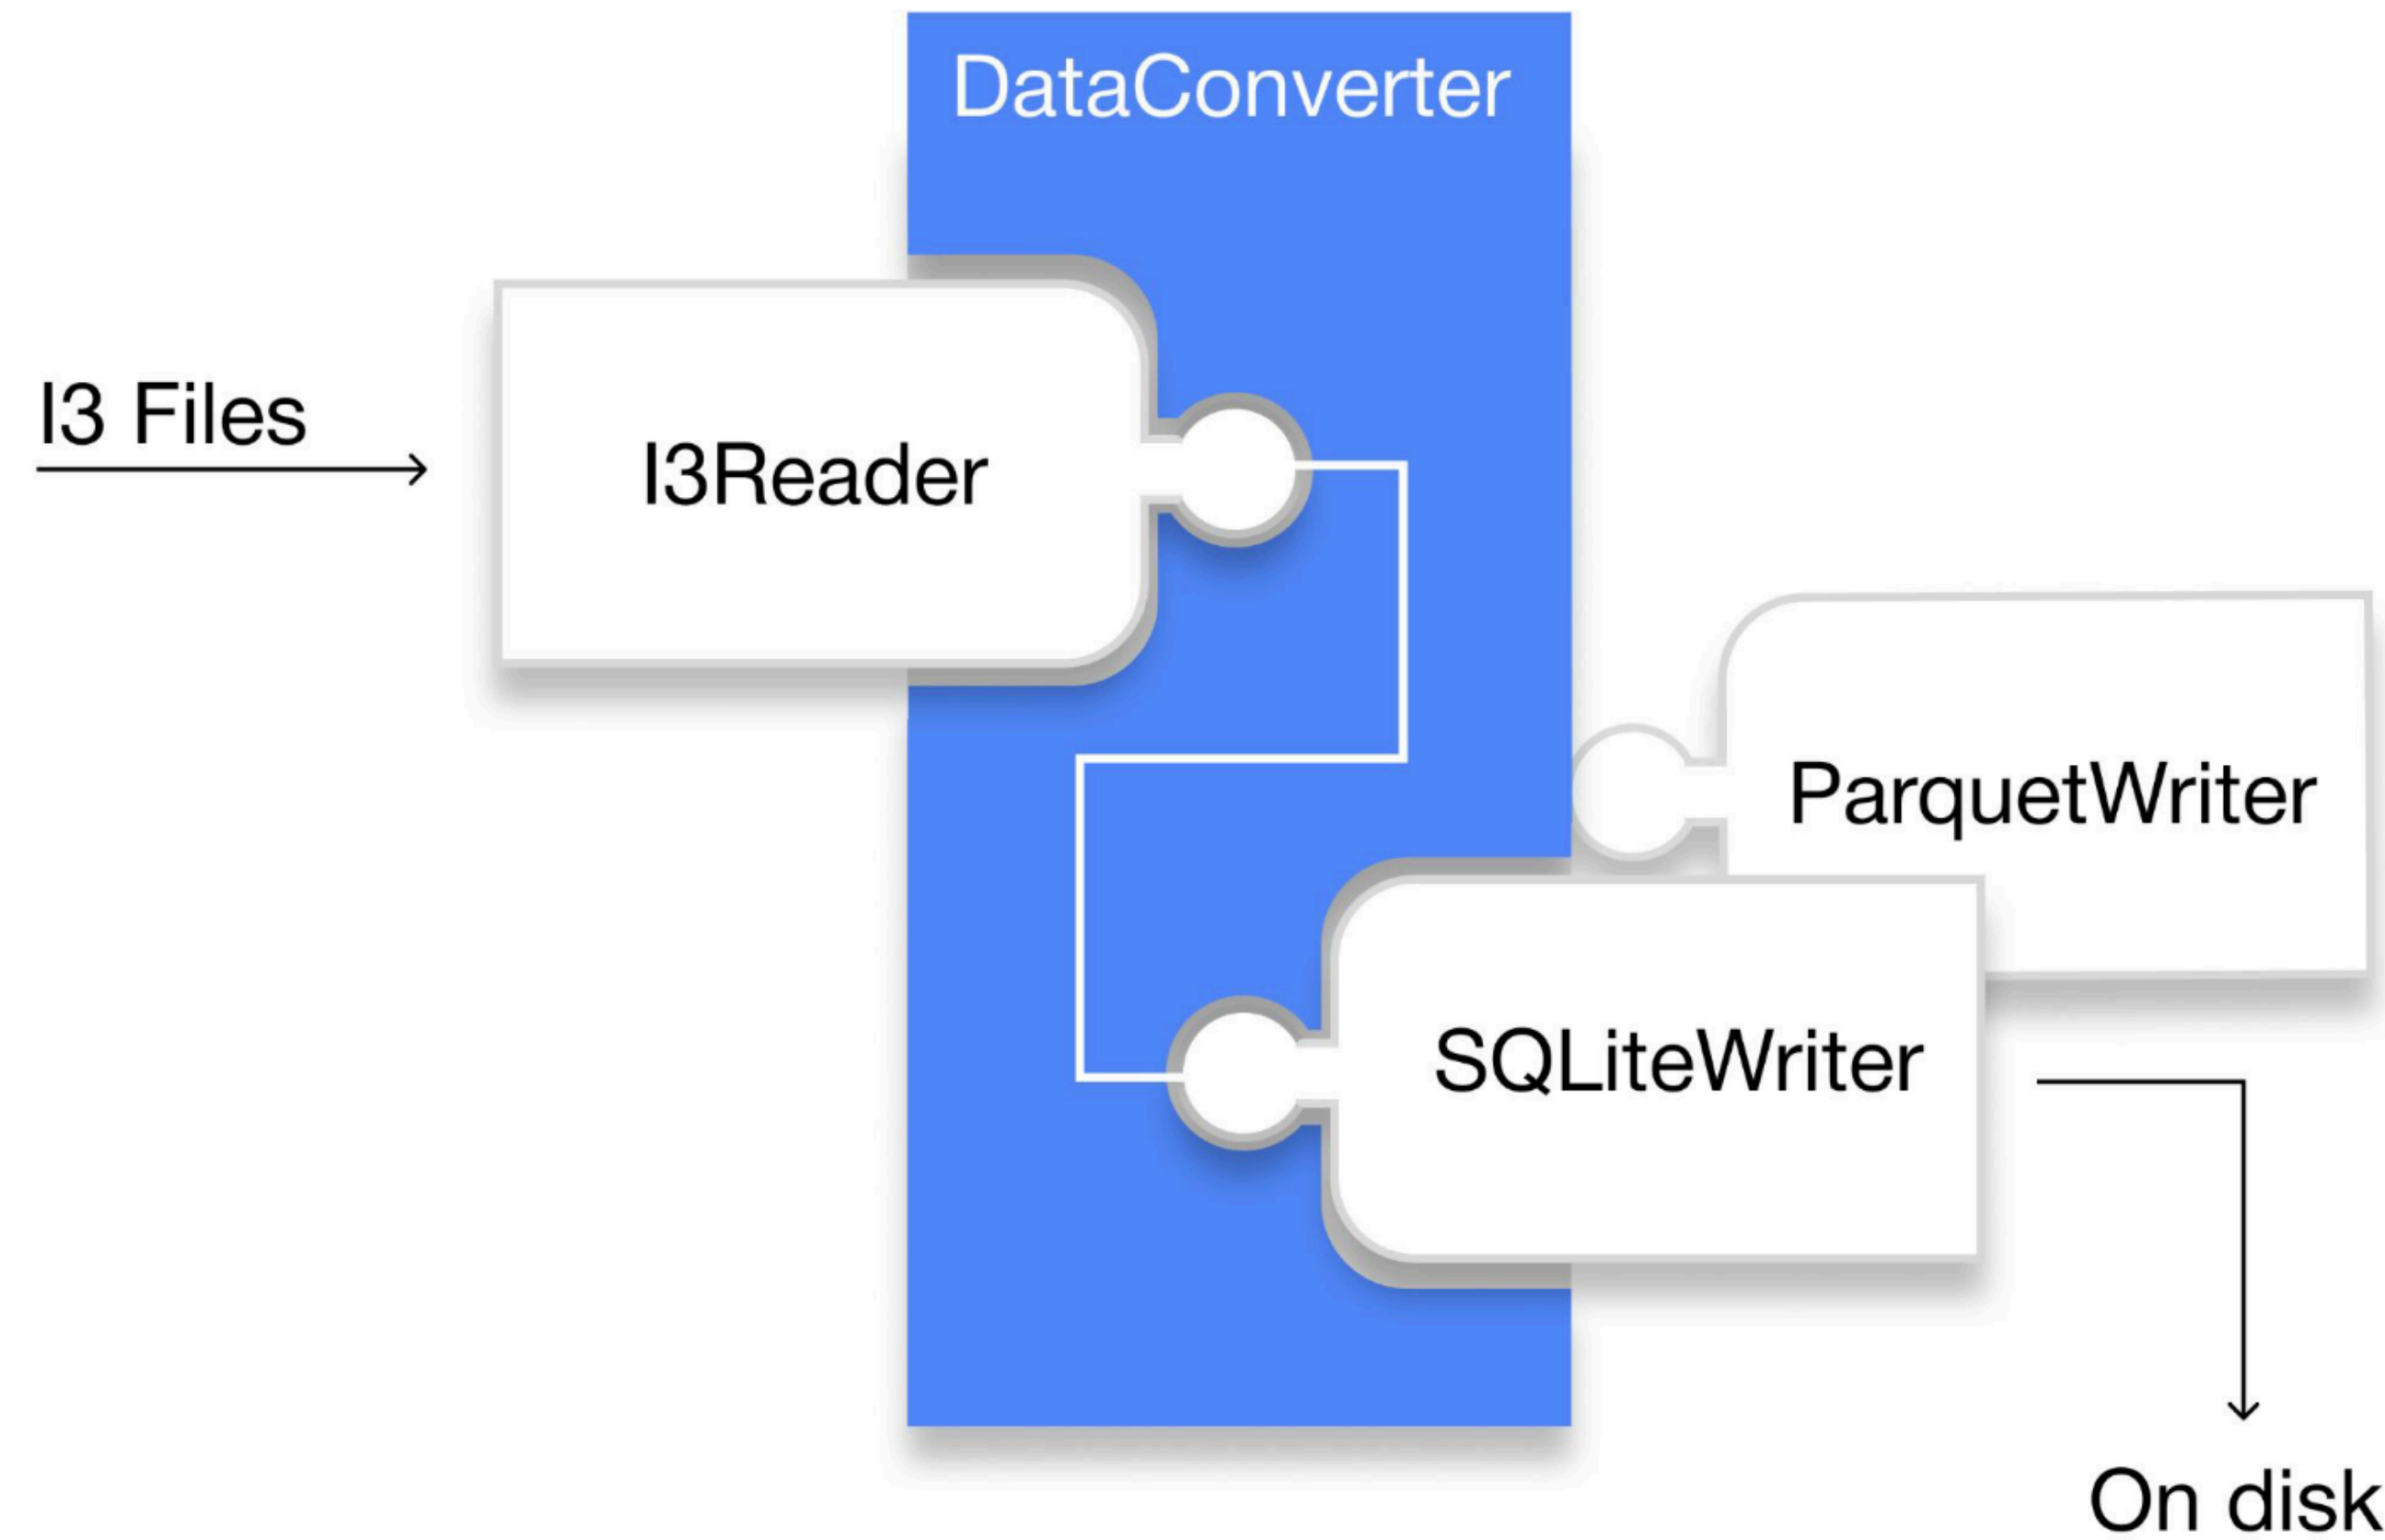 DataConverter
I3 Files
I3Reader
ParquetWriter
SQLiteWriter
On disk